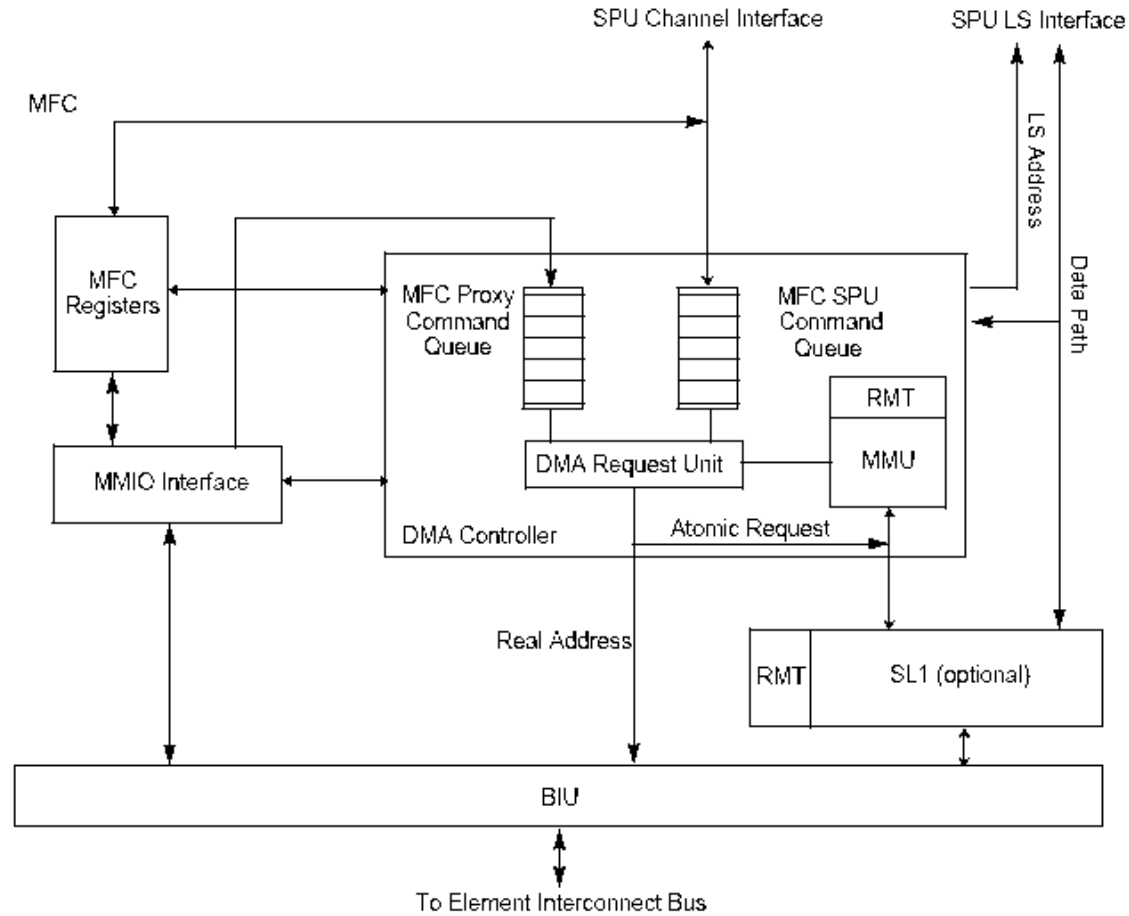 SPU Channel Interface
SPU LS Interface
MFC
LS Address
Data Path
MFC
Registers
MFC Proxy
Command
Queue
MFC SPU
Command
Queue
RMT
MMU
DMA Request Unit
MMIO Interface
DMA Controller
Atomic Request
Real Address
RMT
SL1 (optional)
BIU
To Element Interconnect Bus